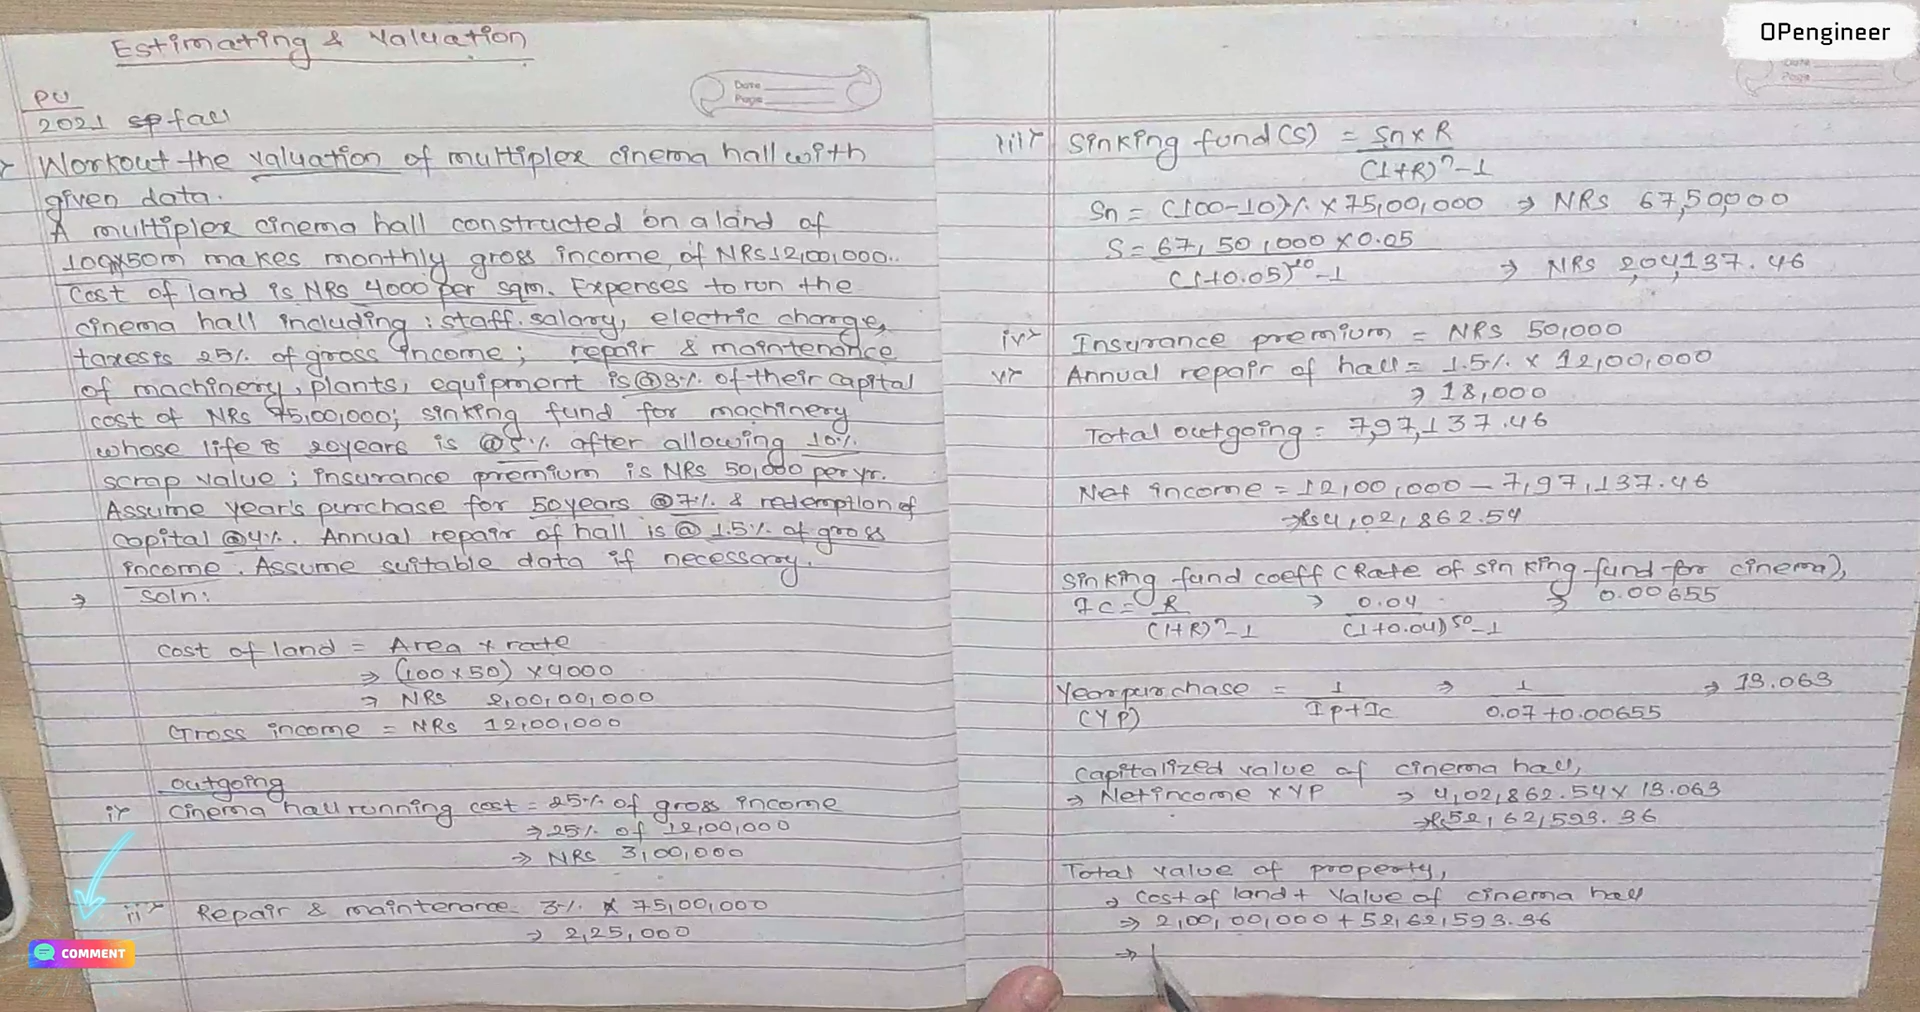 OPengineer
Estimating & Valuation
Date
Page
PU
2021 sp fall
Workout the valuation of multiplex cinema hall with
given data.
A multiplex cinema hall constructed on a land of
100x50m makes monthly gross income of NRS 12,00,000.
Cost of land is NRS 4000 per sqm. Expenses to run the
cinema hall including : staff salary, electric charge,
taxes is 25% of gross income ; repair & maintenance
of machinery, plants, equipment is @3% of their capital
cost of NRS 75,00,000; sinking fund for machinery
whose life is 20years is @5% after allowing 10%
scrap value ; insurance premium is NRS 50,000 per yr.
Assume year's purchase for 50years @7% & redemption of
capital @4%. Annual repair of hall is @ 1.5% of gross
income. Assume suitable data if necessary.
⇒ Soln:
Cost of land = Area x rate
⇒ (100 x 50) x 4000
⇒ NRS 2,00,00,000
Gross income = NRS 12,00,000
Outgoing
i> Cinema hall running cost = 25% of gross income
⇒ 25% of 12,00,000
⇒ NRS 3,00,000
ii> Repair & maintenance = 3% x 75,00,000
⇒ 2,25,000
COMMENT
Date
Page
iii> Sinking fund (S) = Sn x R
(1+R)^n - 1
Sn = (100-10)% x 75,00,000 ⇒ NRS 67,50,000
S = 67,50,000 x 0.05
(1+0.05)^20 - 1 ⇒ NRS 2,04,137.46
iv> Insurance premium = NRS 50,000
v> Annual repair of hall = 1.5% x 12,00,000
⇒ 18,000
Total outgoing = 7,97,137.46
Net income = 12,00,000 - 7,97,137.46
⇒ Rs 4,02,862.54
Sinking fund coeff (Rate of sinking fund for cinema),
Ic = R ⇒ 0.04 ⇒ 0.00655
(1+R)^n - 1 (1+0.04)^50 - 1
Year purchase = 1 ⇒ 1 ⇒ 13.063
(YP) Ip+Ic 0.07+0.00655
Capitalized value of cinema hall,
⇒ Net income x YP ⇒ 4,02,862.54 x 13.063
⇒ Rs 52,62,593.36
Total value of property,
⇒ Cost of land + Value of cinema hall
⇒ 2,00,00,000 + 52,62,593.36
⇒